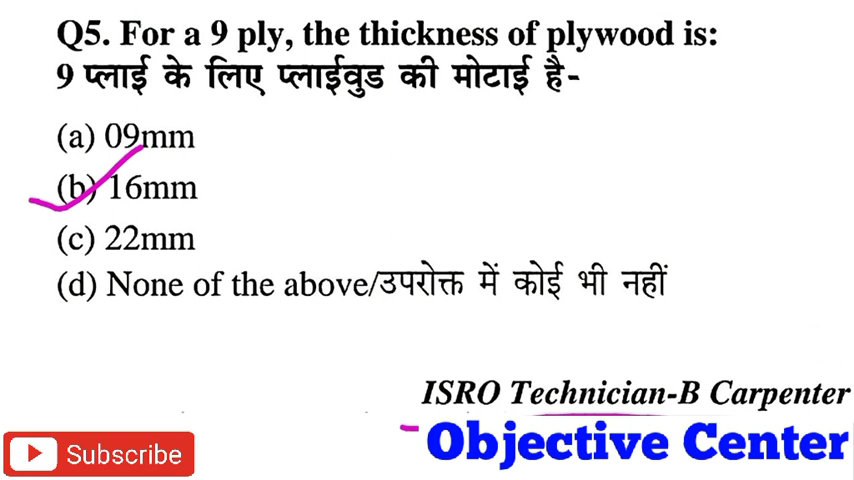 Q5. For a 9 ply, the thickness of plywood is:
9 प्लाई के लिए प्लाईवुड की मोटाई है-
(a) 09mm
(b) 16mm
(c) 22mm
(d) None of the above/उपरोक्त में कोई भी नहीं
ISRO Technician-B Carpenter
Objective Center
Subscribe